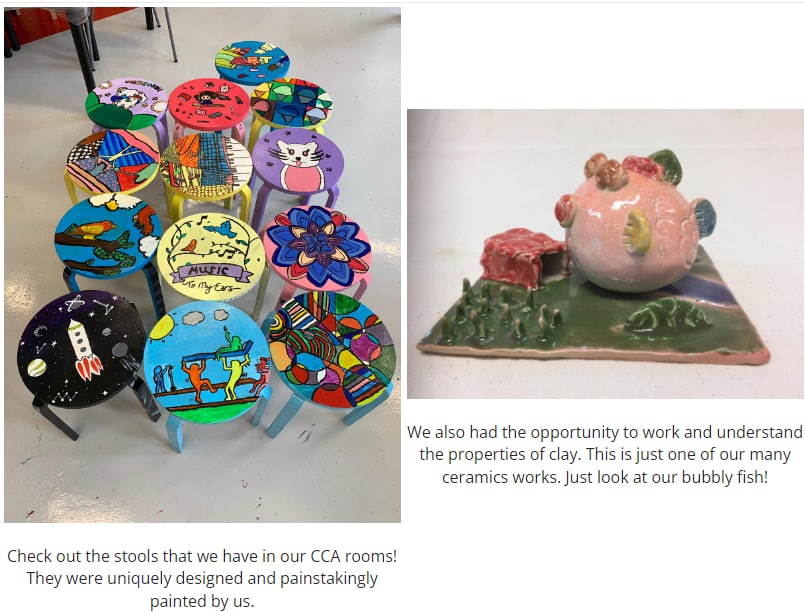 MUSIC
To My Ears
Check out the stools that we have in our CCA rooms!
They were uniquely designed and painstakingly
painted by us.
We also had the opportunity to work and understand
the properties of clay. This is just one of our many
ceramics works. Just look at our bubbly fish!